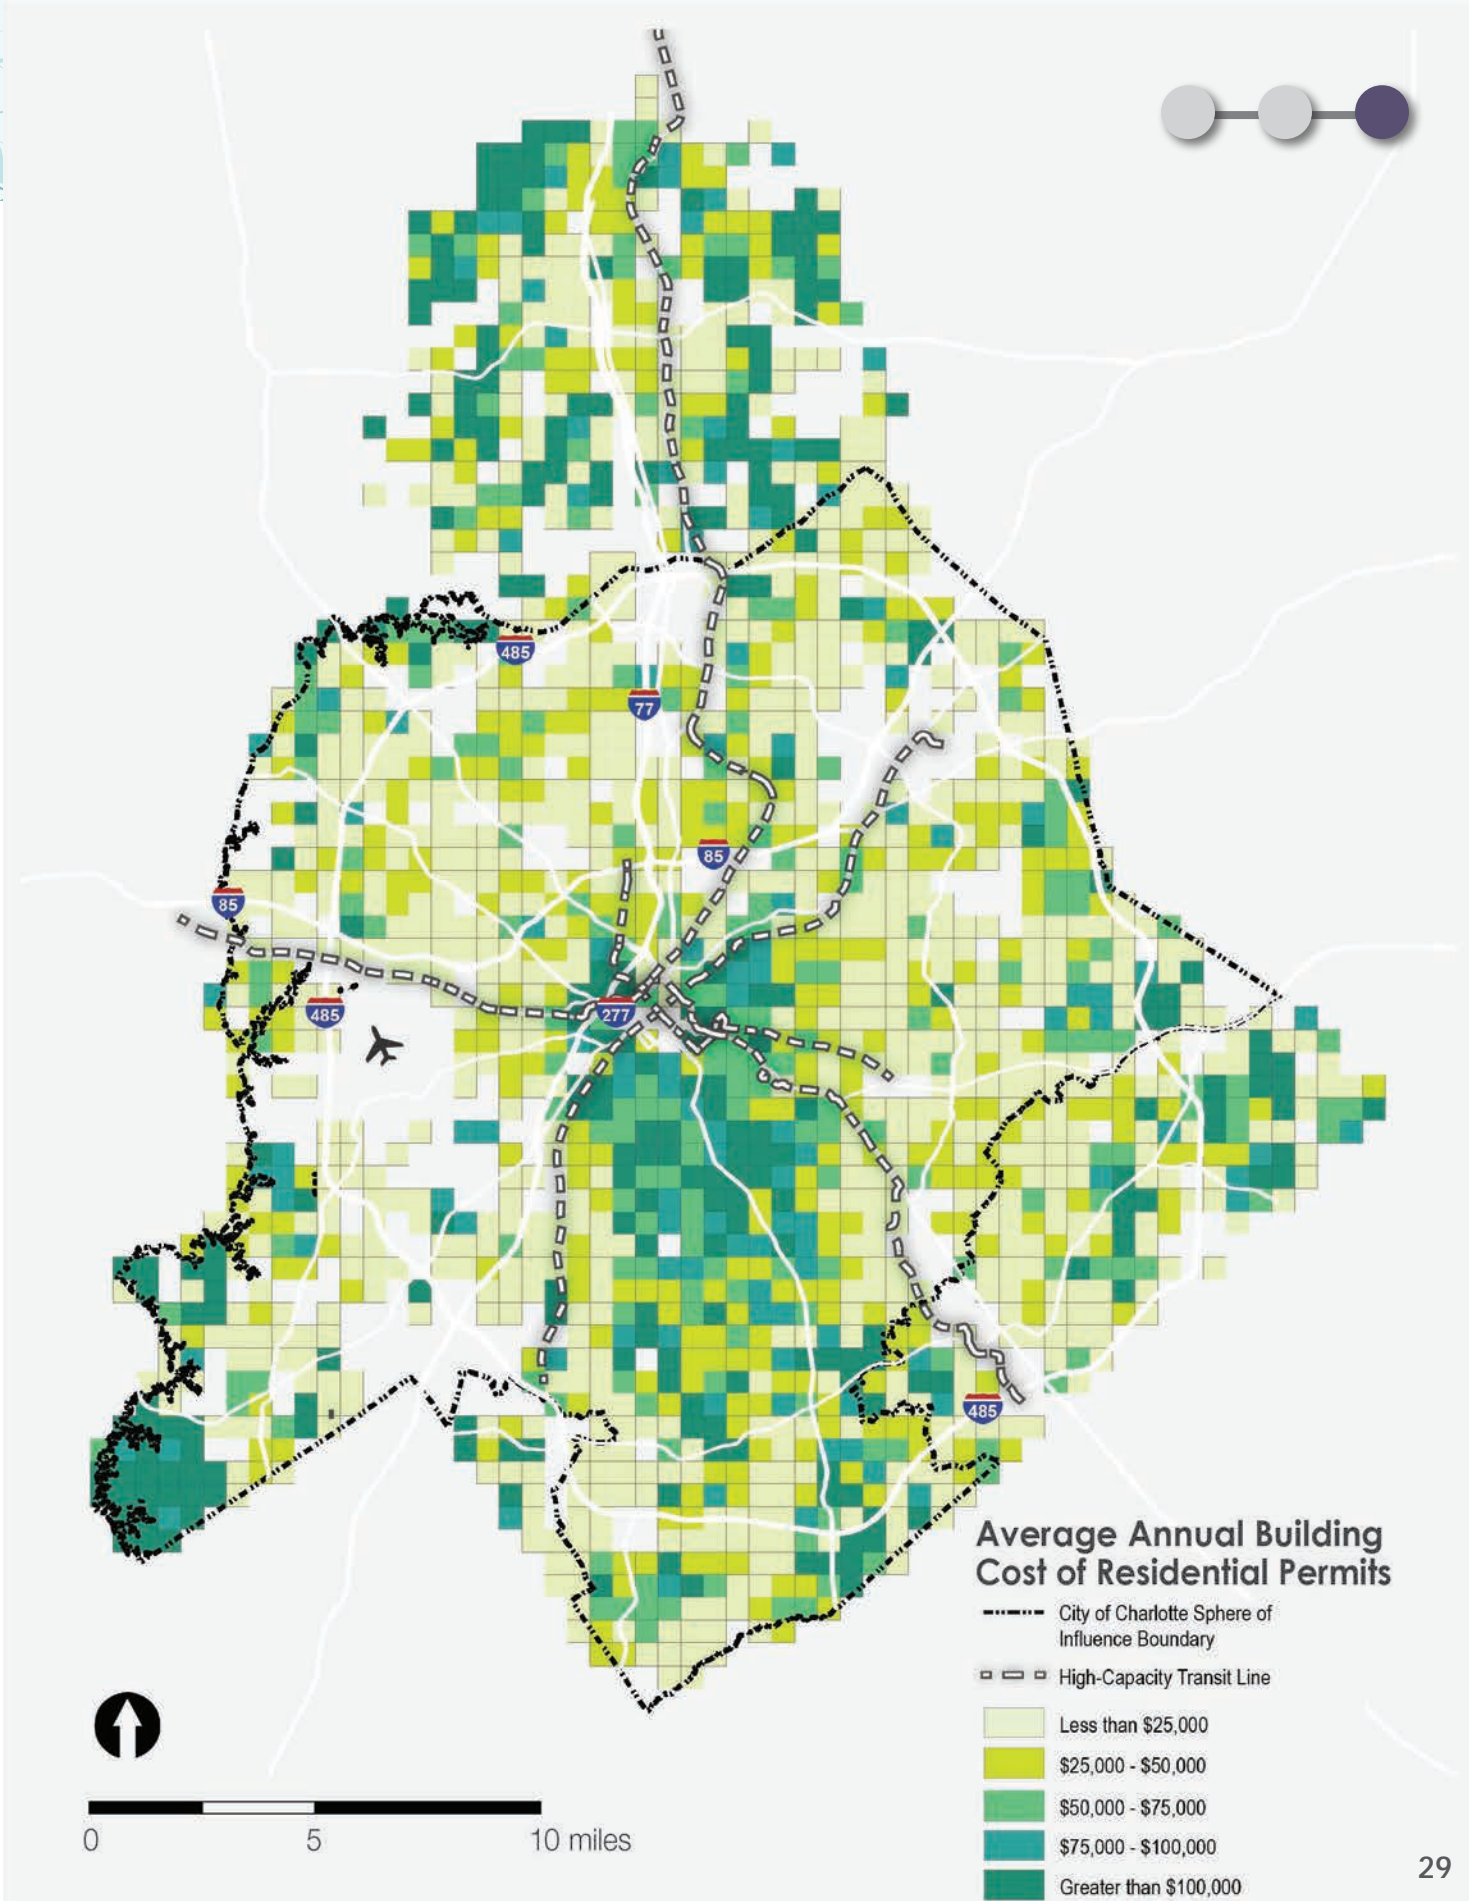 485
77
85
85
485
277
485
Average Annual Building
Cost of Residential Permits
City of Charlotte Sphere of
Influence Boundary
High-Capacity Transit Line
Less than $25,000
$25,000 - $50,000
$50,000 - $75,000
$75,000 - $100,000
Greater than $100,000
0 5 10 miles
29